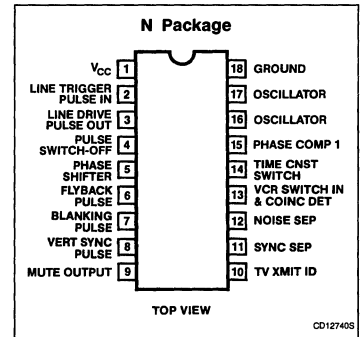 N Package
VCC 1
LINE TRIGGER
PULSE IN 2
LINE DRIVE
PULSE OUT 3
PULSE
SWITCH-OFF 4
PHASE
SHIFTER 5
FLYBACK
PULSE 6
BLANKING
PULSE 7
VERT SYNC
PULSE 8
MUTE OUTPUT 9
18 GROUND
17 OSCILLATOR
16 OSCILLATOR
15 PHASE COMP 1
14 TIME CNST
SWITCH
13 VCR SWITCH IN
& COINC DET
12 NOISE SEP
11 SYNC SEP
10 TV XMIT ID
TOP VIEW
CD12740S